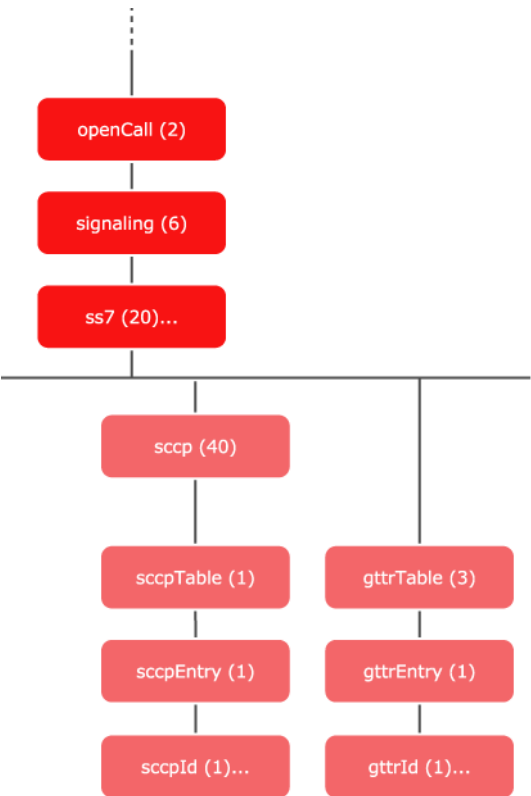 openCall (2)
signaling (6)
ss7 (20)...
sccp (40)
sccpTable (1)
gttrTable (3)
sccpEntry (1)
gttrEntry (1)
sccpId (1)...
gttrId (1)...